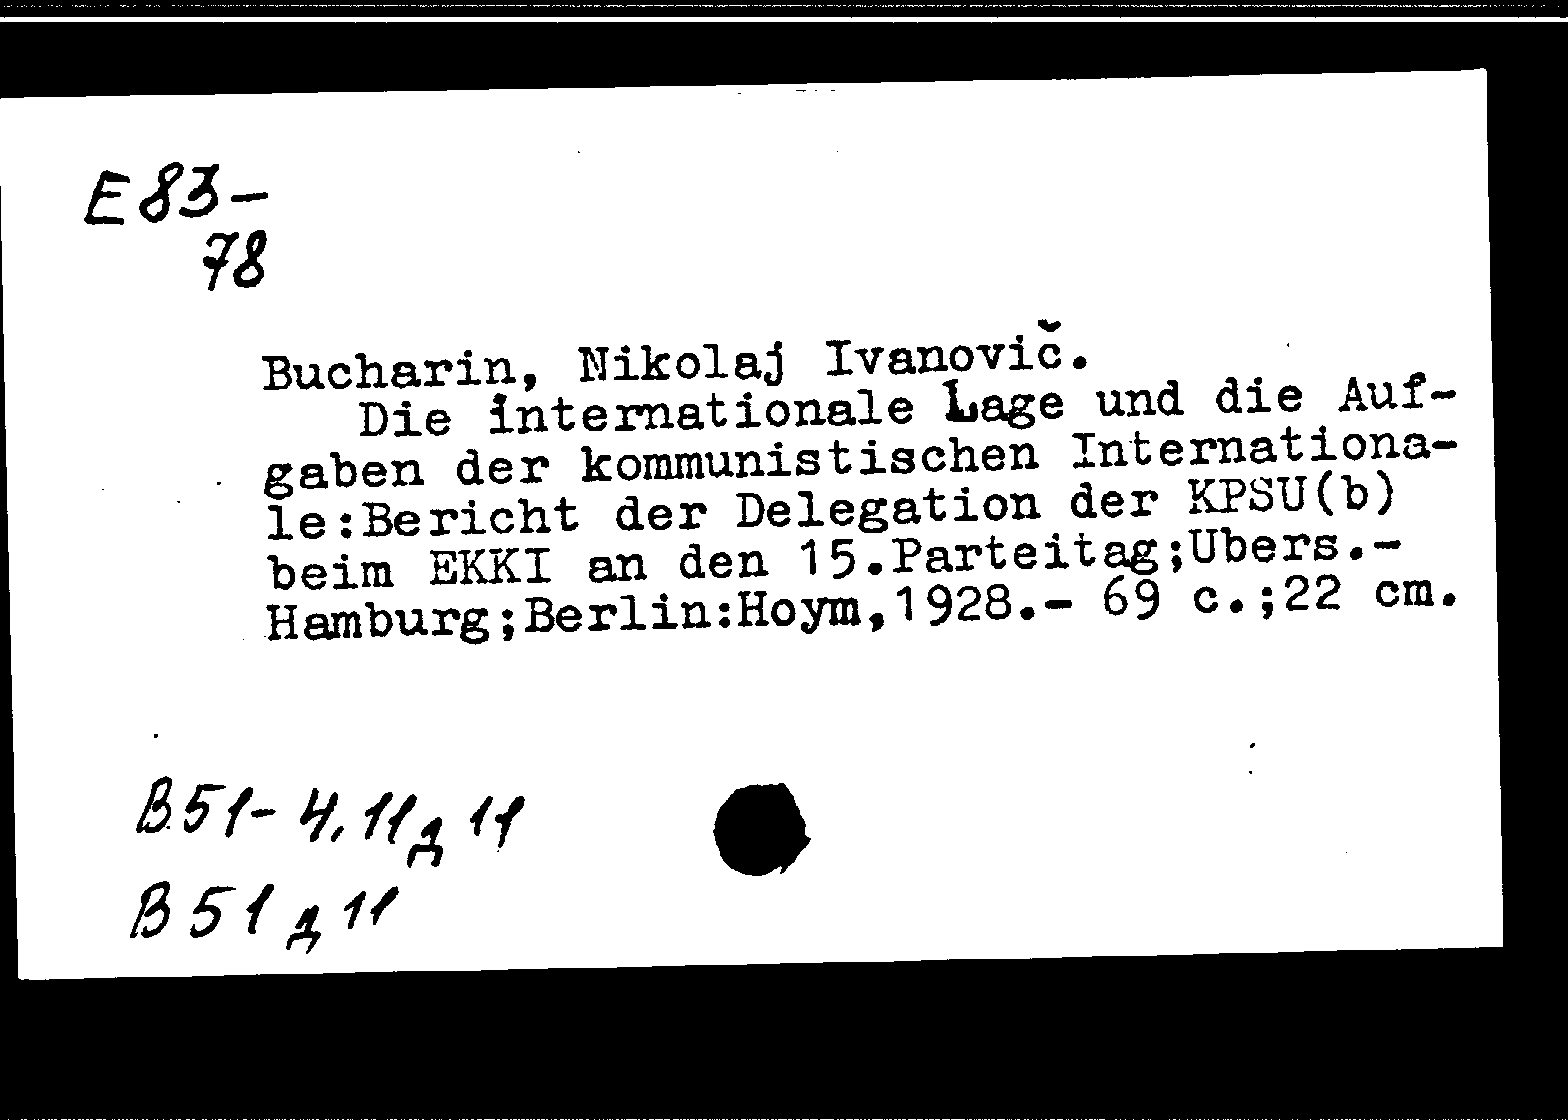 E 83-
78
Bucharin, Nikolaj Ivanovič.
Die internationale Lage und die Auf-
gaben der kommunistischen Internationa-
le:Bericht der Delegation der KPSU(b)
beim EKKI an den 15.Parteitag;Ubers.-
Hamburg;Berlin:Hoym,1928.- 69 c.;22 cm.
B51-4,11д11
B51д11